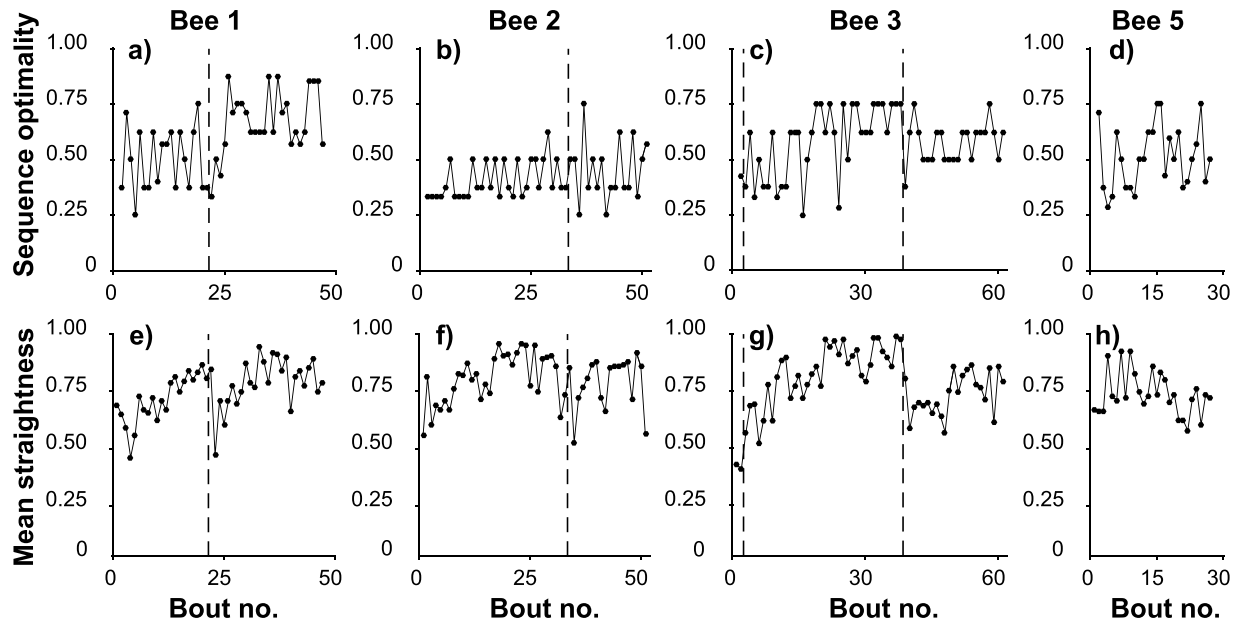 Bee 1 Bee 2 Bee 3 Bee 5
Sequence optimality
a) b) c) d)
1.00 1.00 1.00 1.00
0.75 0.75 0.75 0.75
0.50 0.50 0.50 0.50
0.25 0.25 0.25 0.25
0 0 0 0
0 25 50 0 25 50 0 30 60 0 15 30
Mean straightness
e) f) g) h)
1.00 1.00 1.00 1.00
0.75 0.75 0.75 0.75
0.50 0.50 0.50 0.50
0.25 0.25 0.25 0.25
0 0 0 0
0 25 50 0 25 50 0 30 60 0 15 30
Bout no. Bout no. Bout no. Bout no.